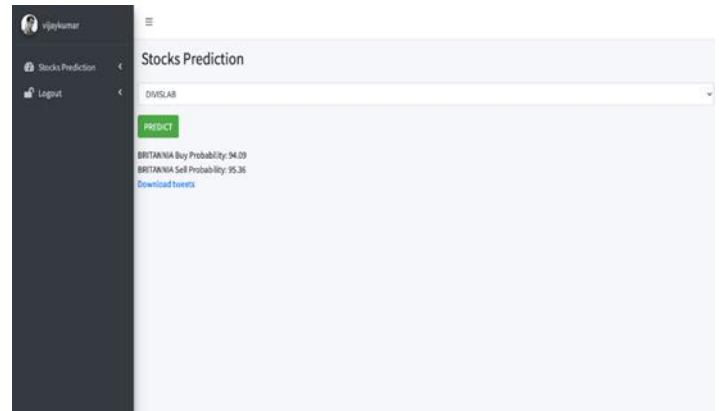 vijaykumar
Stocks Prediction
Logout
Stocks Prediction
DIVISLAB
PREDICT
BRITANNIA Buy Probability: 94.09
BRITANNIA Sell Probability: 95.36
Download tweets